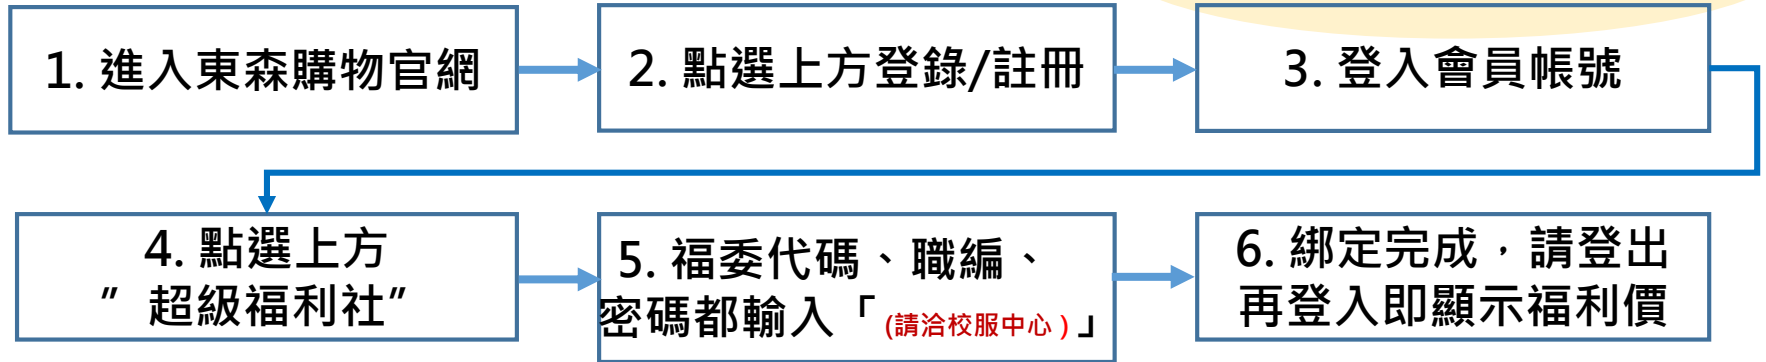 1. 進入東森購物官網
2. 點選上方登錄/註冊
3. 登入會員帳號
4. 點選上方
”超級福利社”
5. 福委代碼、職編、
密碼都輸入「(請洽校服中心)」
6. 綁定完成，請登出
再登入即顯示福利價